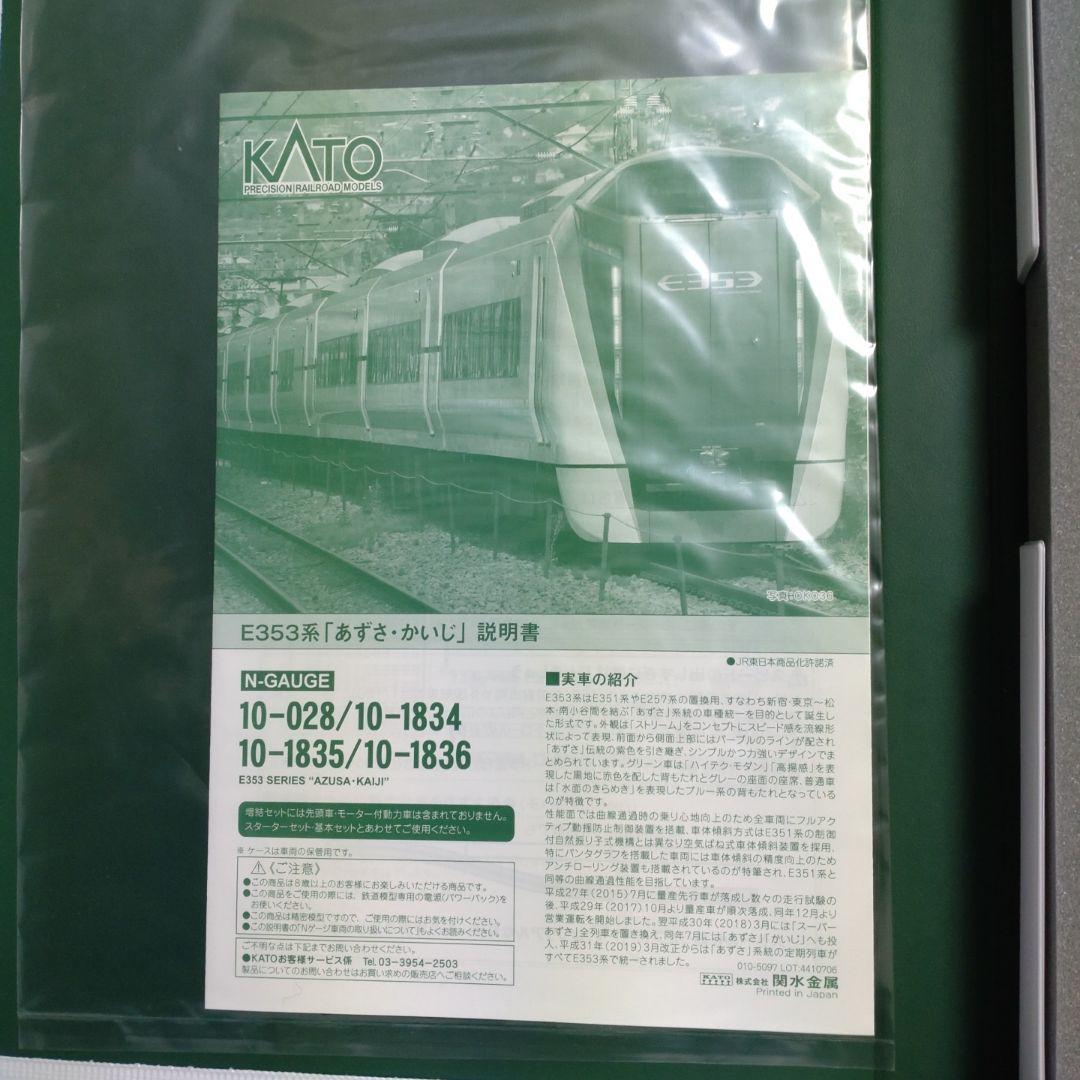 KATO
PRECISION RAILROAD MODELS
E353
写真:OK036
E353系「あずさ・かいじ」説明書
●JR東日本商品化許諾済
N-GAUGE
10-028/10-1834
10-1835/10-1836
E353 SERIES "AZUSA・KAIJI"
増結セットには先頭車・モーター付動力車は含まれておりません。
スターターセット・基本セットとあわせてご使用ください。
※ ケースは車両の保管用です。
⚠《ご注意》
●この商品は8歳以上のお客様にお楽しみいただける商品です。
●この商品をご使用の際には、鉄道模型専用の電源(パワーパック)を
お使いください。
●この商品は精密模型ですので、ご使用の際にはお気を付けください。
●この説明書の「Nゲージ車両の取り扱いについて」もよくお読みください。
ご不明な点は下記までお問い合わせください。
●KATOお客様サービス係 Tel.03-3954-2503
製品についてのお問い合わせはお買い求めの販売店へご相談ください。
■実車の紹介
E353系はE351系やE257系の置換用、すなわち新宿・東京〜松
本・南小谷間を結ぶ「あずさ」系統の車種統一を目的として誕生し
た形式です。外観は「ストリーム」をコンセプトにスピード感を流線形
状によって表現、前面から側面上部にはパープルのラインが配され
「あずさ」伝統の紫色を引き継ぎ、シンプルかつ力強いデザインでま
とめられています。グリーン車は「ハイテク・モダン」「高揚感」を表
現した黒地に赤色を配した背もたれとグレーの座面の座席、普通車
は「水面のきらめき」を表現したブルー系の背もたれとなっている
のが特徴です。
性能面では曲線通過時の乗り心地向上のため全車両にフルアク
ティブ動揺防止制御装置を搭載、車体傾斜方式はE351系の制御
付自然振り子式機構とは異なり空気ばね式車体傾斜装置を採用、
特にパンタグラフを搭載した車両には車体傾斜の精度向上のため
アンチローリング装置も搭載されているのが特筆され、E351系と
同等の曲線通過性能を目指しています。
平成27年(2015)7月に量産先行車が落成し数々の走行試験の
後、平成29年(2017)10月より量産車が順次落成、同年12月より
営業運転を開始しました。翌平成30年(2018)3月には「スーパー
あずさ」全列車を置き換え、同年7月には「あずさ」「かいじ」へも投
入、平成31年(2019)3月改正からは「あずさ」系統の定期列車が
すべてE353系で統一されました。
010-5097 LOT:4410706
KATO 株式会社 関水金属
Printed in Japan